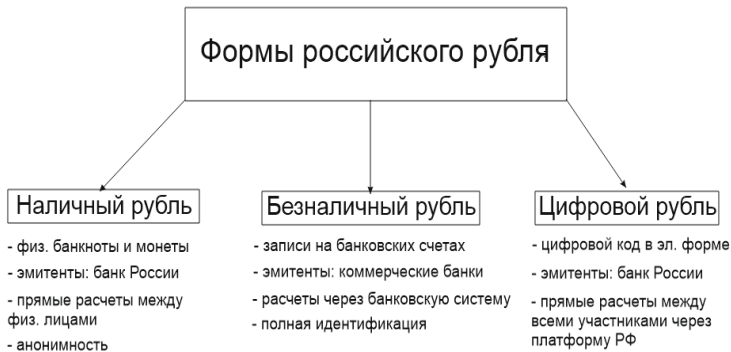 Формы российского рубля
Наличный рубль
- физ. банкноты и монеты
- эмитенты: банк России
- прямые расчеты между
физ. лицами
- анонимность
Безналичный рубль
- записи на банковских счетах
- эмитенты: коммерческие банки
- расчеты через банковскую систему
- полная идентификация
Цифровой рубль
- цифровой код в эл. форме
- эмитенты: банк России
- прямые расчеты между
всеми участниками через
платформу РФ